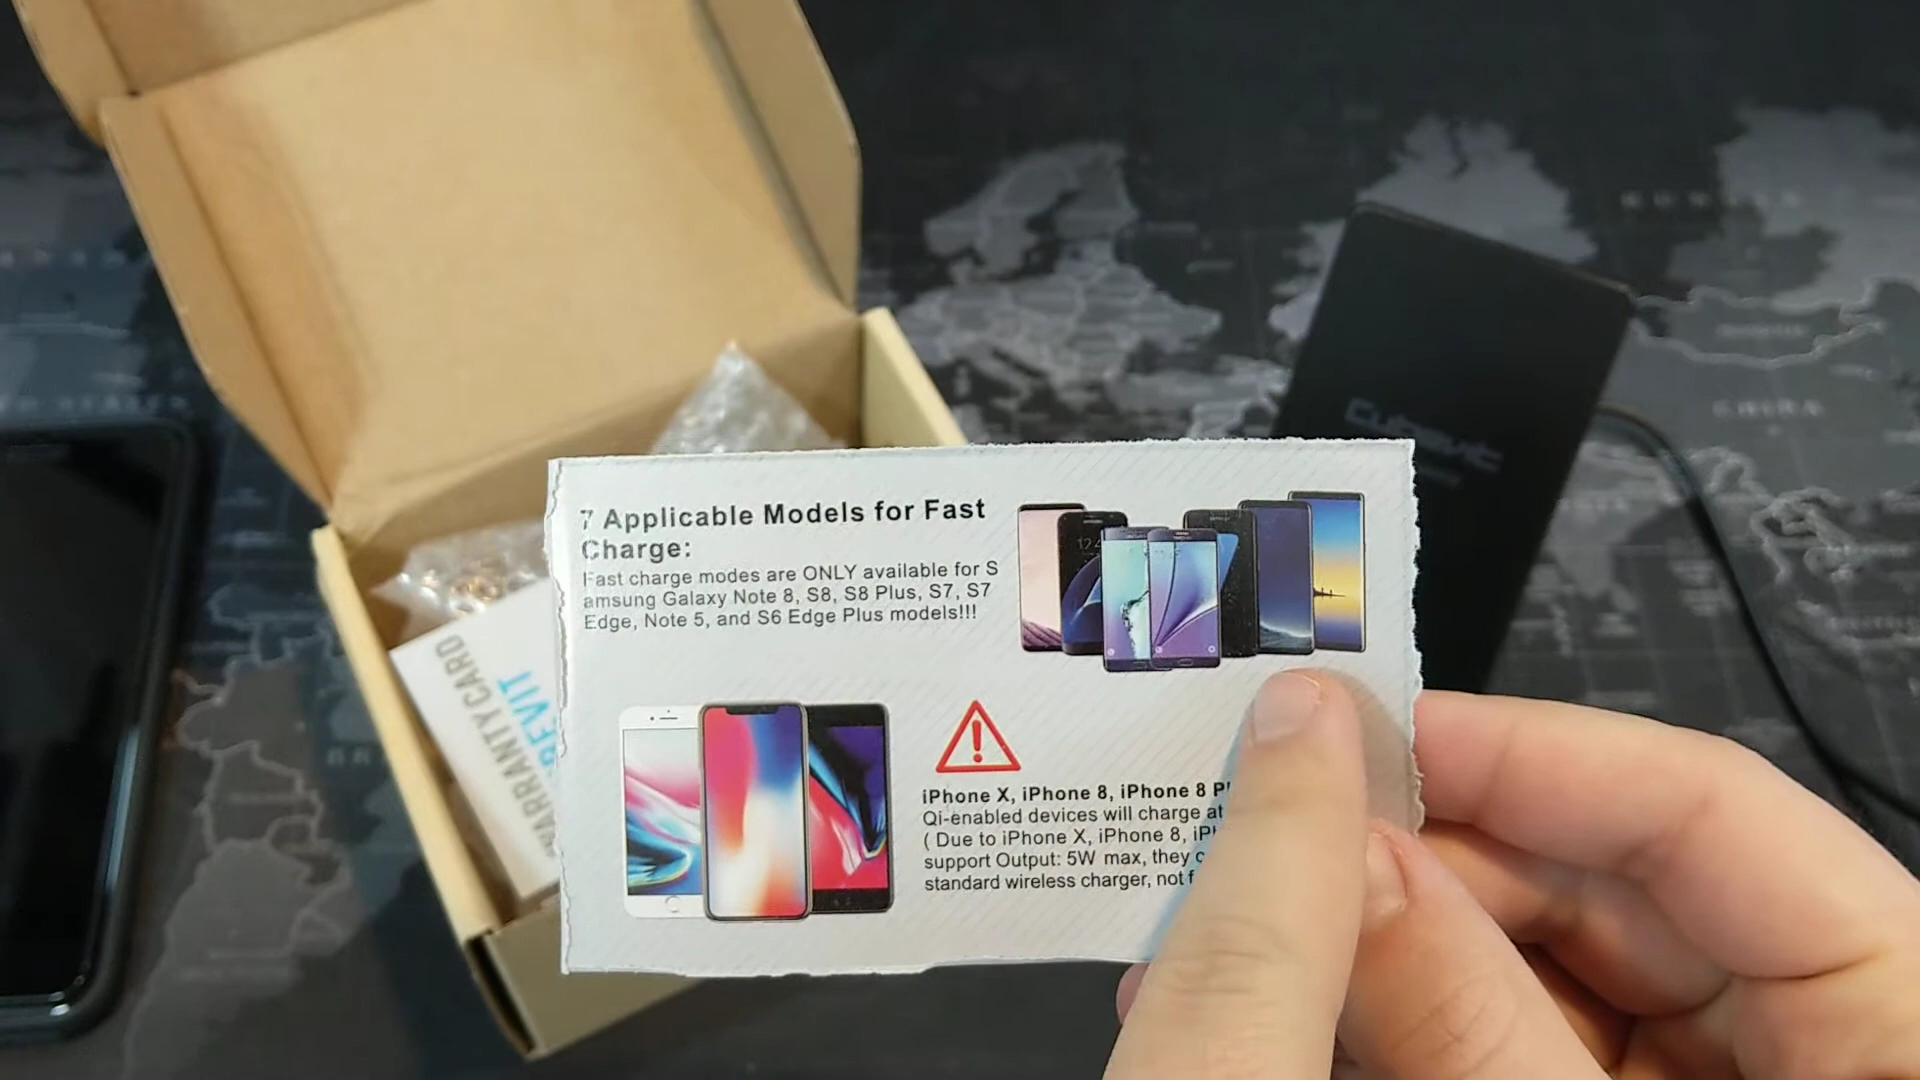 7 Applicable Models for Fast
Charge:
Fast charge modes are ONLY available for S
amsung Galaxy Note 8, S8, S8 Plus, S7, S7
Edge, Note 5, and S6 Edge Plus models!!!
iPhone X, iPhone 8, iPhone 8
Qi-enabled devices will charge at
( Due to iPhone X, iPhone 8,
support Output: 5W max, they
standard wireless charger, not
WARRANTY CARD
CHINA